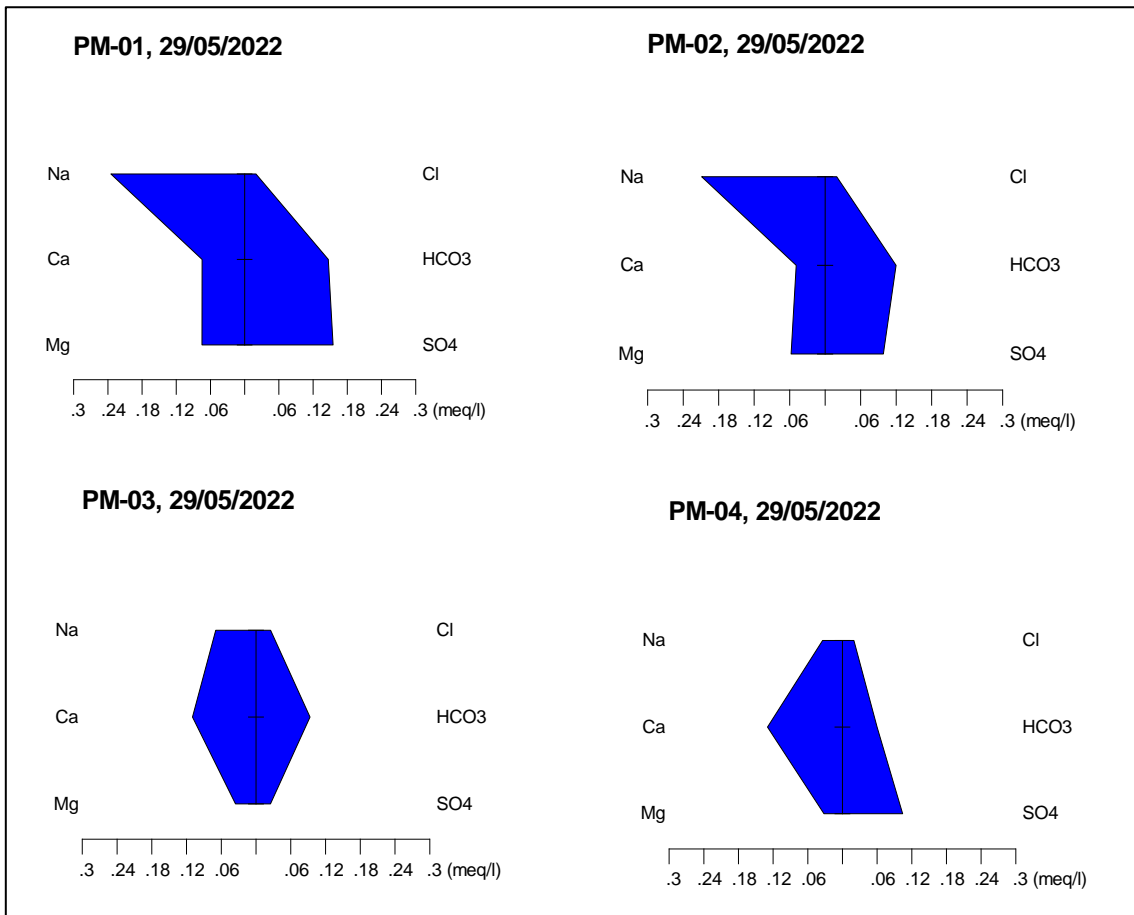 PM-01, 29/05/2022
Na Cl
Ca HCO3
Mg SO4
.3 .24 .18 .12 .06 .06 .12 .18 .24 .3 (meq/l)
PM-02, 29/05/2022
Na Cl
Ca HCO3
Mg SO4
.3 .24 .18 .12 .06 .06 .12 .18 .24 .3 (meq/l)
PM-03, 29/05/2022
Na Cl
Ca HCO3
Mg SO4
.3 .24 .18 .12 .06 .06 .12 .18 .24 .3 (meq/l)
PM-04, 29/05/2022
Na Cl
Ca HCO3
Mg SO4
.3 .24 .18 .12 .06 .06 .12 .18 .24 .3 (meq/l)